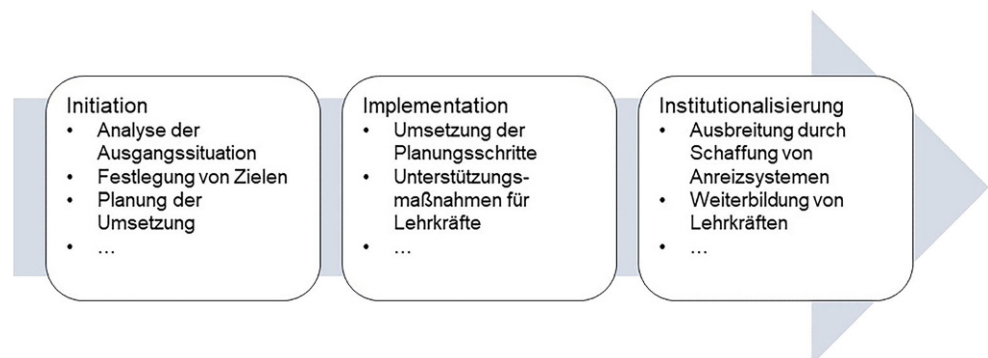 Initiation
• Analyse der
Ausgangssituation
• Festlegung von Zielen
• Planung der
Umsetzung
• …
Implementation
• Umsetzung der
Planungsschritte
• Unterstützungs-
maßnahmen für
Lehrkräfte
• …
Institutionalisierung
• Ausbreitung durch
Schaffung von
Anreizsystemen
• Weiterbildung von
Lehrkräften
• …